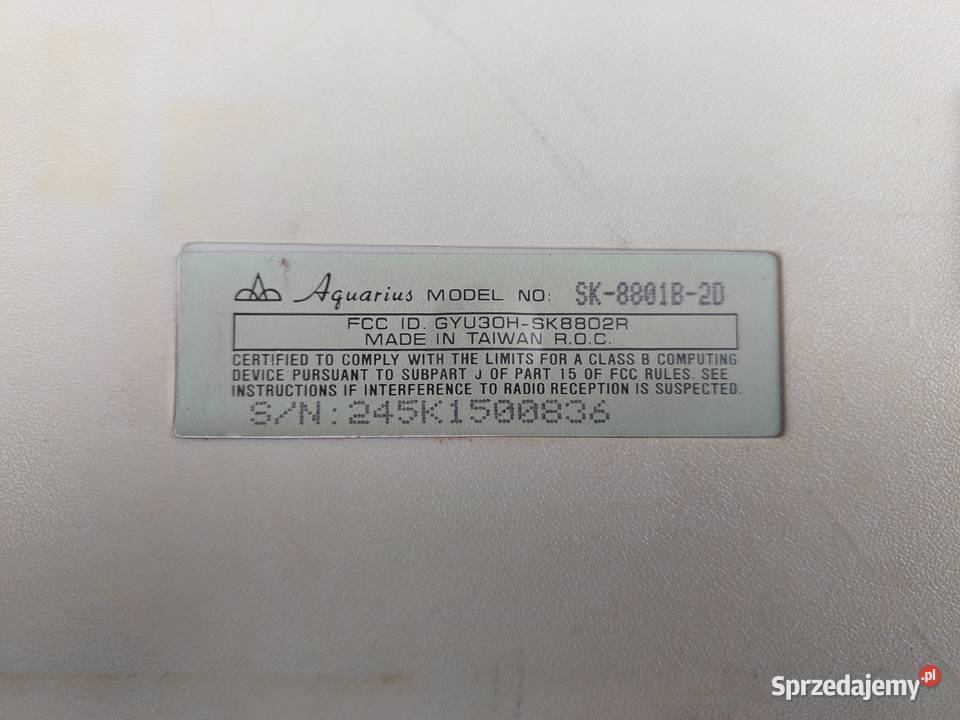 Aquarius MODEL NO: SK-8801B-2D
FCC ID. GYU30H-SK8802R
MADE IN TAIWAN R.O.C.
CERTIFIED TO COMPLY WITH THE LIMITS FOR A CLASS B COMPUTING
DEVICE PURSUANT TO SUBPART J OF PART 15 OF FCC RULES. SEE
INSTRUCTIONS IF INTERFERENCE TO RADIO RECEPTION IS SUSPECTED.
S/N:245K1500836
Sprzedajemy.pl